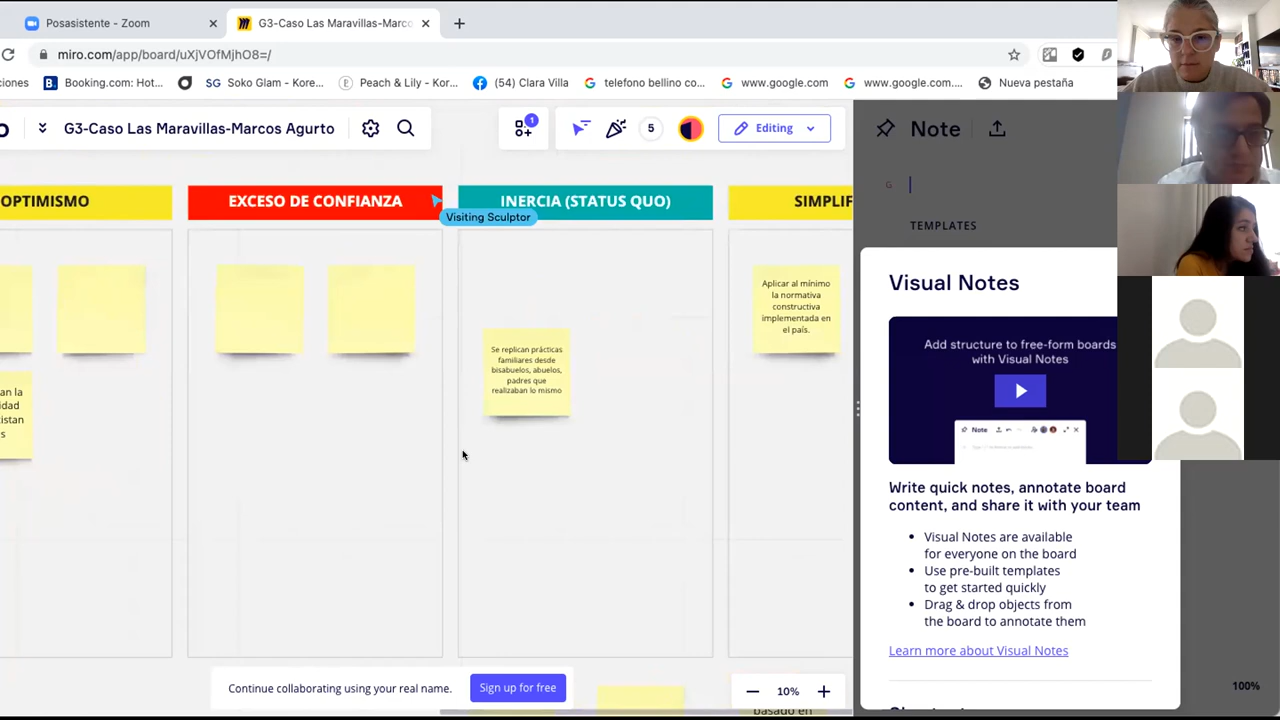 Posasistente - Zoom
G3-Caso Las Maravillas-Marco
miro.com/app/board/uXjVOfMjhO8=/
ciones
Booking.com: Hot...
SG Soko Glam - Kore...
Peach & Lily - Kor...
(54) Clara Villa
telefono bellino co...
www.google.com
www.google.com....
Nueva pestaña
G3-Caso Las Maravillas-Marcos Agurto
1
5
Editing
Note
G
TEMPLATES
OPTIMISMO
EXCESO DE CONFIANZA
INERCIA (STATUS QUO)
SIMPLIF
Visiting Sculptor
Aplicar al mínimo
la normativa
constructiva
implementada en
el país.
Se replican prácticas
familiares desde
bisabuelos, abuelos,
padres que
realizaban lo mismo
an la
idad
xistan
s
Visual Notes
Add structure to free-form boards
with Visual Notes
Note
Write quick notes, annotate board
content, and share it with your team
Visual Notes are available
for everyone on the board
Use pre-built templates
to get started quickly
Drag & drop objects from
the board to annotate them
Learn more about Visual Notes
Continue collaborating using your real name.
Sign up for free
10%
100%
basado en